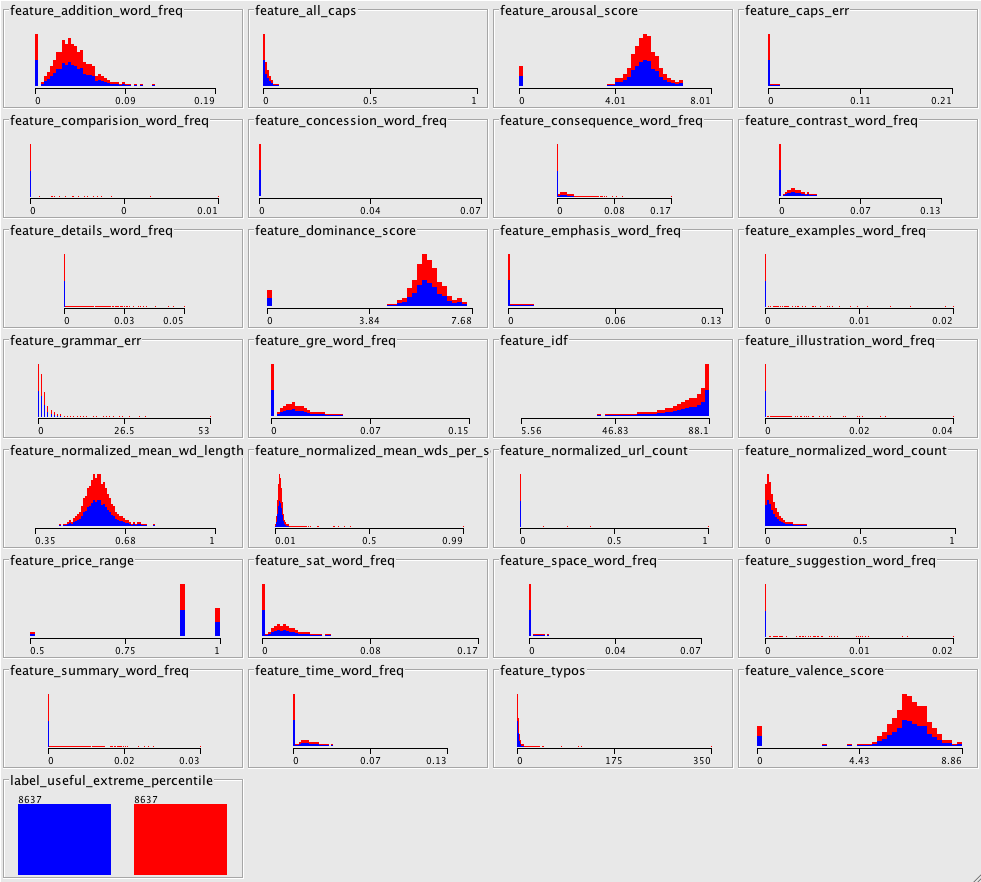 feature_addition_word_freq
0 0.09 0.19
feature_all_caps
0 0.5 1
feature_arousal_score
0 4.01 8.01
feature_caps_err
0 0.11 0.21
feature_comparision_word_freq
0 0 0.01
feature_concession_word_freq
0 0.04 0.07
feature_consequence_word_freq
0 0.08 0.17
feature_contrast_word_freq
0 0.07 0.13
feature_details_word_freq
0 0.03 0.05
feature_dominance_score
0 3.84 7.68
feature_emphasis_word_freq
0 0.06 0.13
feature_examples_word_freq
0 0.01 0.02
feature_grammar_err
0 26.5 53
feature_gre_word_freq
0 0.07 0.15
feature_idf
5.56 46.83 88.1
feature_illustration_word_freq
0 0.02 0.04
feature_normalized_mean_wd_length
0.35 0.68 1
feature_normalized_mean_wds_per_s
0.01 0.5 0.99
feature_normalized_url_count
0 0.5 1
feature_normalized_word_count
0 0.5 1
feature_price_range
0.5 0.75 1
feature_sat_word_freq
0 0.08 0.17
feature_space_word_freq
0 0.04 0.07
feature_suggestion_word_freq
0 0.01 0.02
feature_summary_word_freq
0 0.02 0.03
feature_time_word_freq
0 0.07 0.13
feature_typos
0 175 350
feature_valence_score
0 4.43 8.86
label_useful_extreme_percentile
8637 8637